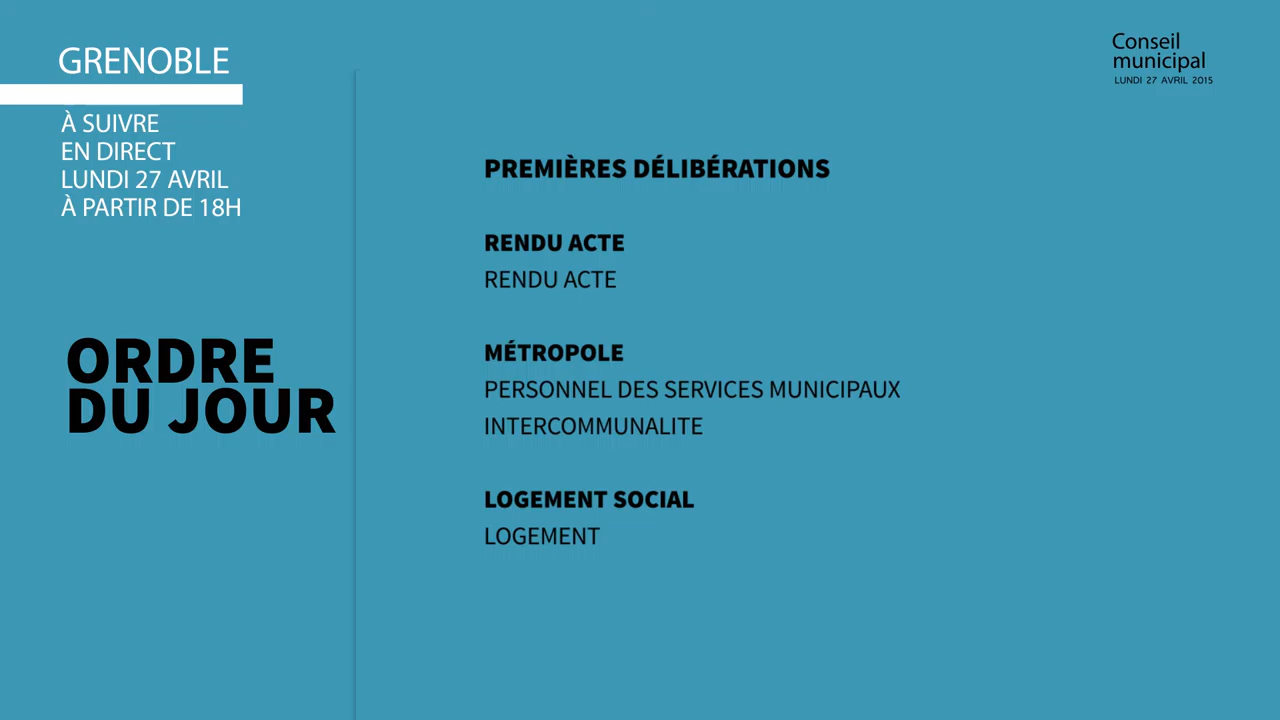 GRENOBLE
À SUIVRE
EN DIRECT
LUNDI 27 AVRIL
À PARTIR DE 18H
ORDRE
DU JOUR
Conseil
municipal
LUNDI 27 AVRIL 2015
PREMIÈRES DÉLIBÉRATIONS
RENDU ACTE
RENDU ACTE
MÉTROPOLE
PERSONNEL DES SERVICES MUNICIPAUX
INTERCOMMUNALITE
LOGEMENT SOCIAL
LOGEMENT